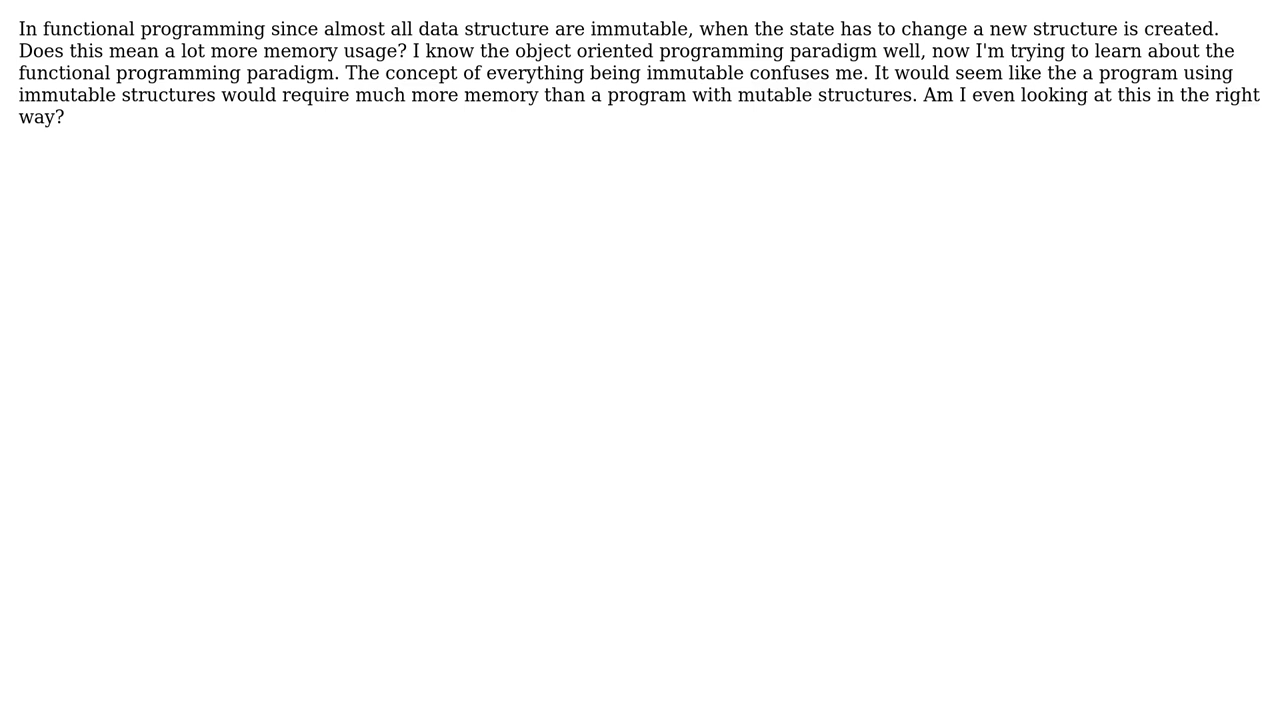 In functional programming since almost all data structure are immutable, when the state has to change a new structure is created.
Does this mean a lot more memory usage? I know the object oriented programming paradigm well, now I'm trying to learn about the
functional programming paradigm. The concept of everything being immutable confuses me. It would seem like the a program using
immutable structures would require much more memory than a program with mutable structures. Am I even looking at this in the right
way?